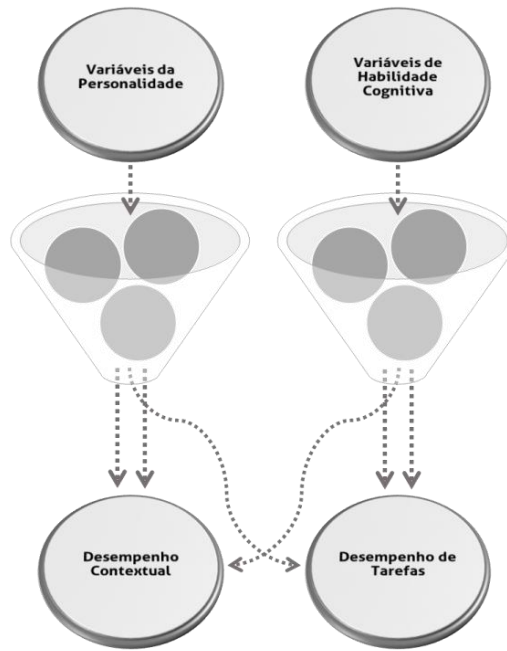 Variáveis da
Personalidade
Variáveis de
Habilidade
Cognitiva
Desempenho
Contextual
Desempenho de
Tarefas